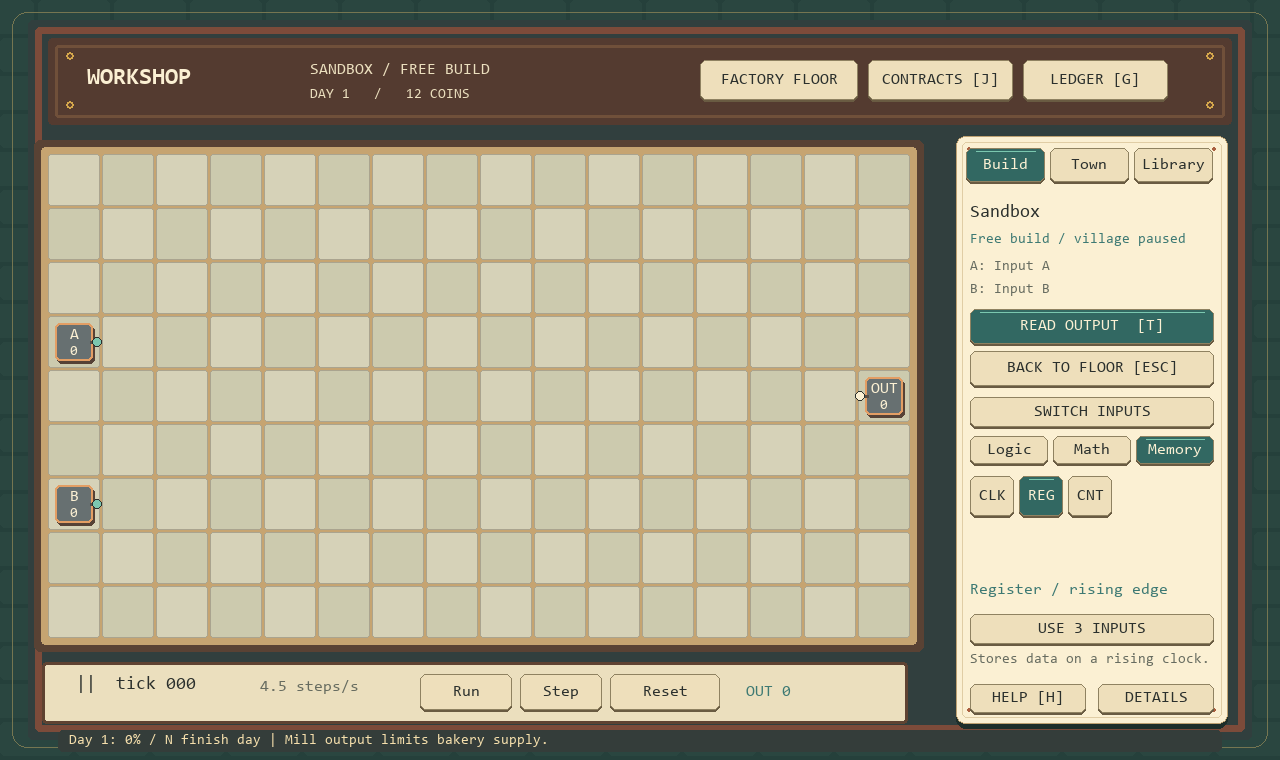 WORKSHOP
SANDBOX / FREE BUILD
DAY 1 / 12 COINS
FACTORY FLOOR
CONTRACTS [J]
LEDGER [G]
A
0
B
0
OUT
0
Build
Town
Library
Sandbox
Free build / village paused
A: Input A
B: Input B
READ OUTPUT [T]
BACK TO FLOOR [ESC]
SWITCH INPUTS
Logic
Math
Memory
CLK
REG
CNT
Register / rising edge
USE 3 INPUTS
Stores data on a rising clock.
HELP [H]
DETAILS
|| tick 000
4.5 steps/s
Run
Step
Reset
OUT 0
Day 1: 0% / N finish day | Mill output limits bakery supply.